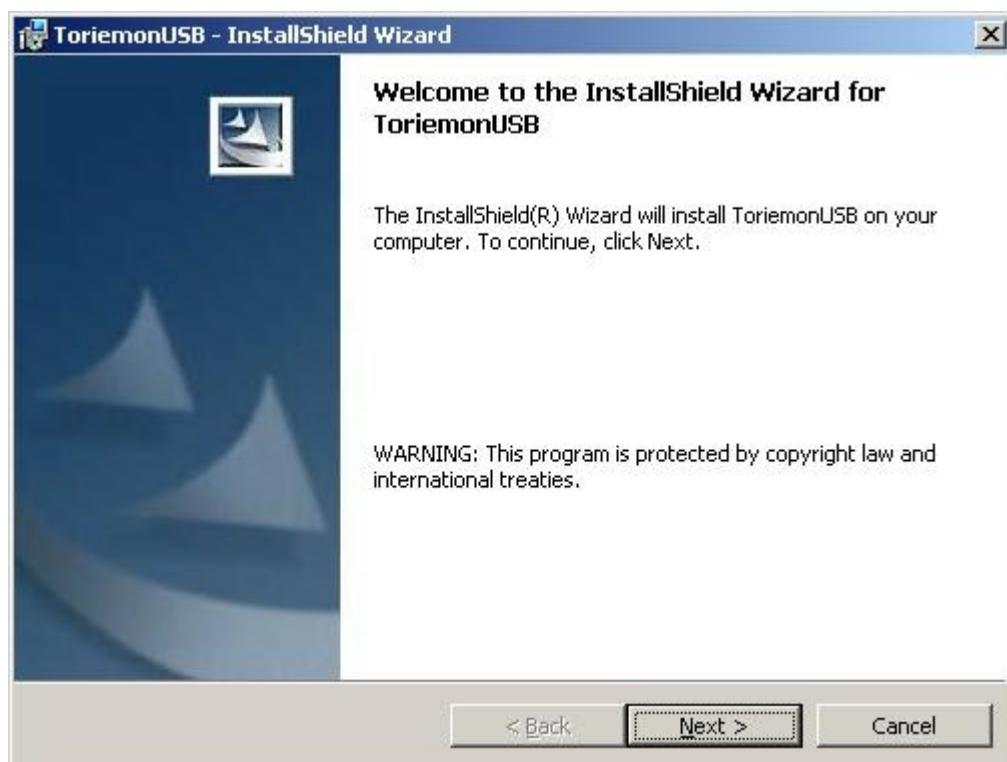 ToriemonUSB - InstallShield Wizard
Welcome to the InstallShield Wizard for
ToriemonUSB
The InstallShield(R) Wizard will install ToriemonUSB on your
computer. To continue, click Next.
WARNING: This program is protected by copyright law and
international treaties.
< Back
Next >
Cancel